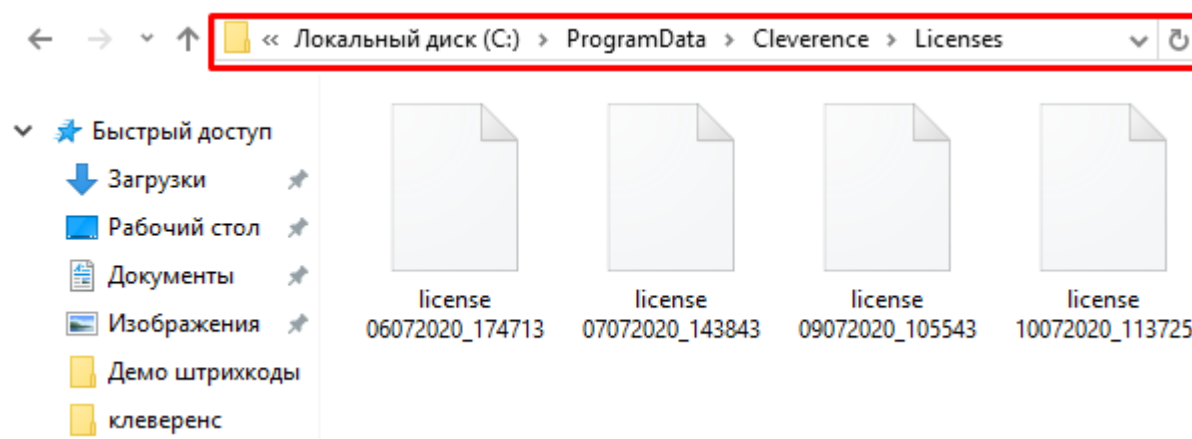 « Локальный диск (C:) > ProgramData > Cleverence > Licenses
Быстрый доступ
Загрузки
Рабочий стол
Документы
Изображения
Демо штрихкоды
клеверенс
license
06072020_174713
license
07072020_143843
license
09072020_105543
license
10072020_113725